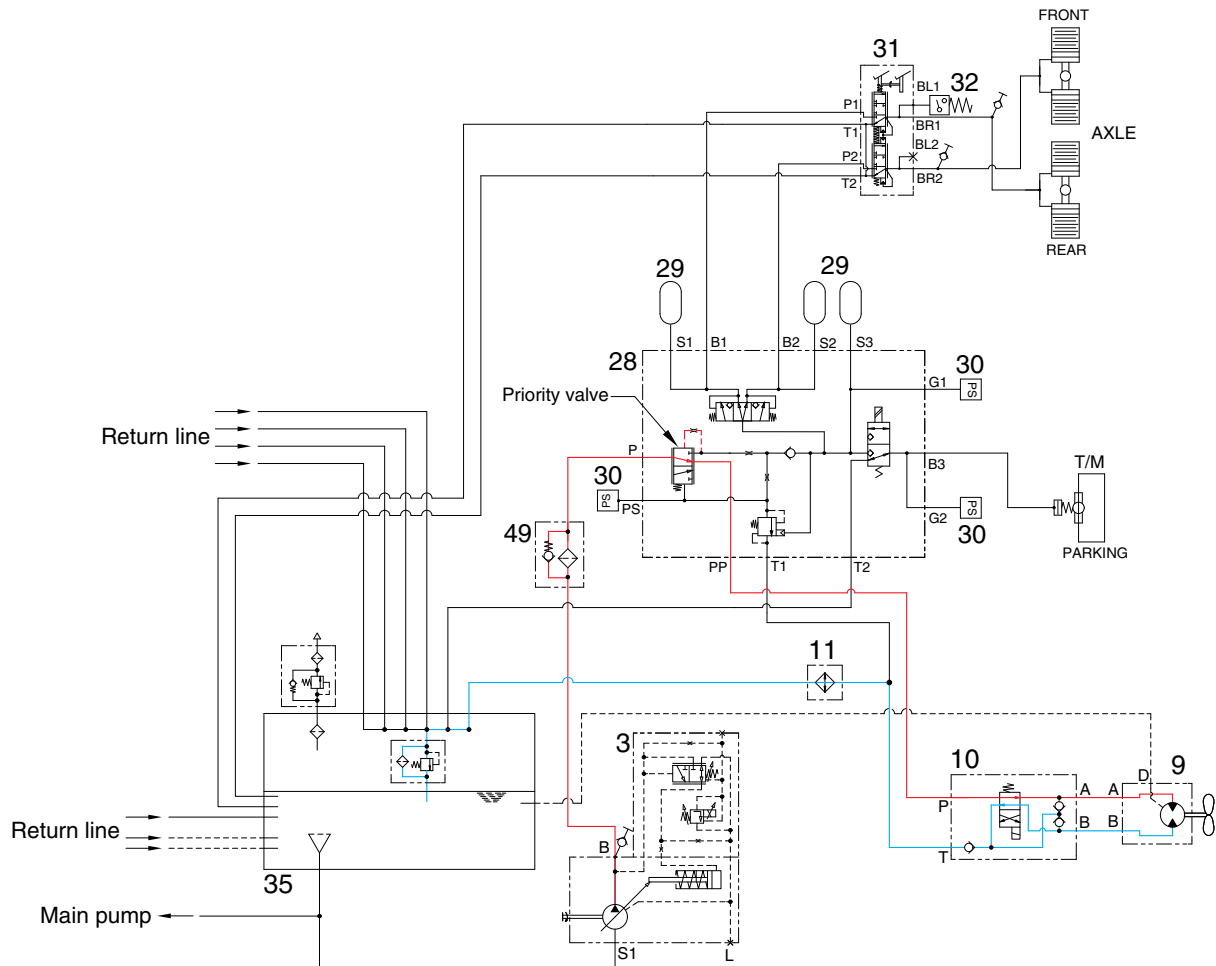 FRONT
31
BL1
32
P1
T1
BR1
AXLE
BL2
P2
T2
BR2
REAR
29
29
S1
B1
B2
S2
S3
28
30
G1
PS
Priority valve
Return line
P
T/M
30
B3
PS
PS
G2
PS
30
49
PP
T1
T2
PARKING
11
3
10
D
9
P
A
A
B
B
B
T
Return line
35
Main pump
S1
L